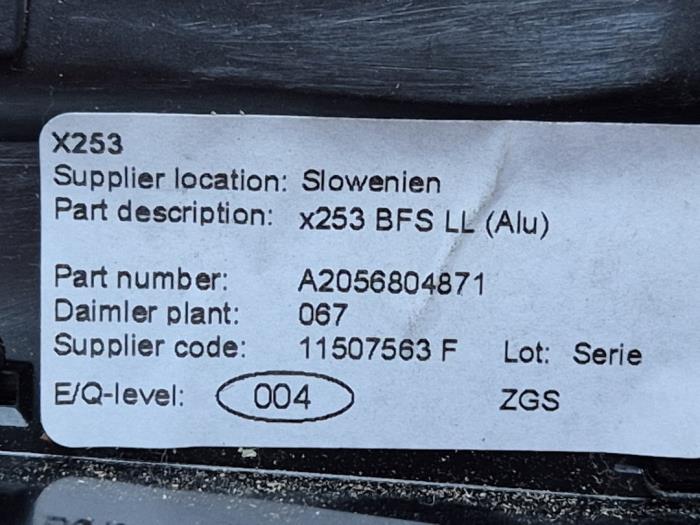 X253
Supplier location: Slowenien
Part description: x253 BFS LL (Alu)
Part number: A2056804871
Daimler plant: 067
Supplier code: 11507563 F Lot: Serie
E/Q-level: 004 ZGS